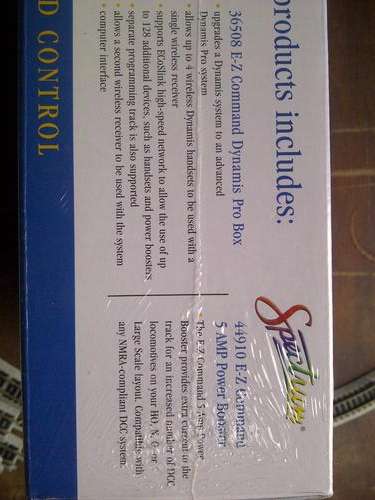 products includes:
36508 E-Z Command Dynamis Pro Box
• upgrades a Dynamis system to an advanced
Dynamis Pro system
• allows up to 4 wireless Dynamis handsets to be used with a
single wireless receiver
• supports ECoSlink high-speed network to allow the use of up
to 128 additional devices, such as handsets and power boosters
• separate programming track is also supported
• allows a second wireless receiver to be used with the system
• computer interface
Spectrum®
44910 E-Z Command
5-AMP Power Booster
• The E-Z Command 5 Amp Power
Booster provides extra current to the
track for an increased number of DCC
locomotives on your HO, N, or
Large Scale layout. Compatible with
any NMRA-compliant DCC system.
D CONTROL